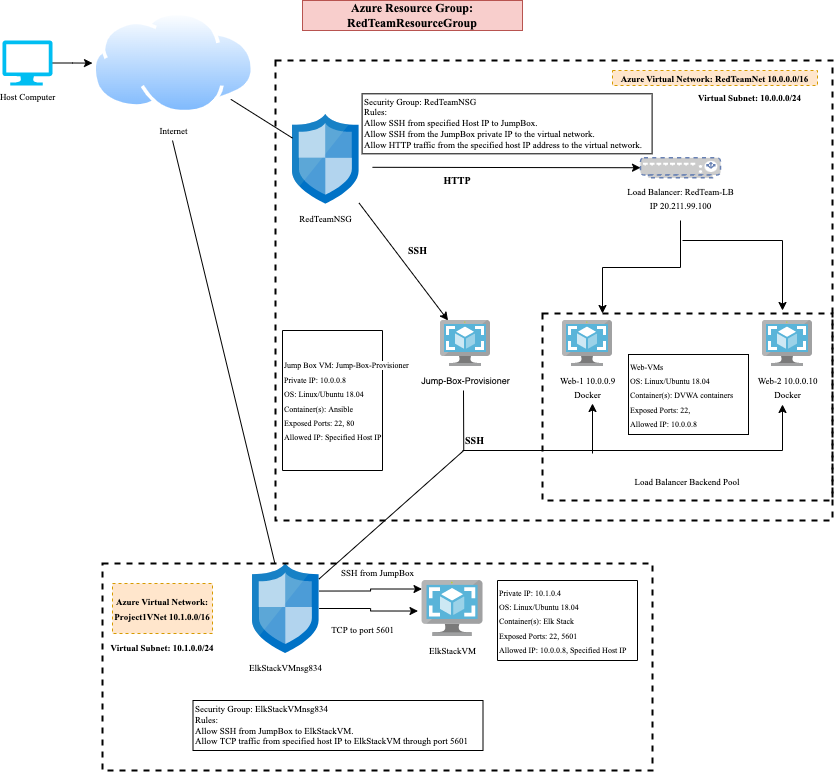 Azure Resource Group:
RedTeamResourceGroup
Host Computer
Internet
Azure Virtual Network: RedTeamNet 10.0.0.0/16
Virtual Subnet: 10.0.0.0/24
Security Group: RedTeamNSG
Rules:
Allow SSH from specified Host IP to JumpBox.
Allow SSH from the JumpBox private IP to the virtual network.
Allow HTTP traffic from the specified host IP address to the virtual network.
HTTP
Load Balancer: RedTeam-LB
IP 20.211.99.100
RedTeamNSG
SSH
Jump Box VM: Jump-Box-Provisioner
Private IP: 10.0.0.8
OS: Linux/Ubuntu 18.04
Container(s): Ansible
Exposed Ports: 22, 80
Allowed IP: Specified Host IP
Jump-Box-Provisioner
Web-1 10.0.0.9
Docker
Web-VMs
OS: Linux/Ubuntu 18.04
Container(s): DVWA containers
Exposed Ports: 22,
Allowed IP: 10.0.0.8
Web-2 10.0.0.10
Docker
SSH
Load Balancer Backend Pool
Azure Virtual Network:
Project1VNet 10.1.0.0/16
Virtual Subnet: 10.1.0.0/24
SSH from JumpBox
TCP to port 5601
ElkStackVMnsg834
ElkStackVM
Private IP: 10.1.0.4
OS: Linux/Ubuntu 18.04
Container(s): Elk Stack
Exposed Ports: 22, 5601
Allowed IP: 10.0.0.8, Specified Host IP
Security Group: ElkStackVMnsg834
Rules:
Allow SSH from JumpBox to ElkStackVM.
Allow TCP traffic from specified host IP to ElkStackVM through port 5601